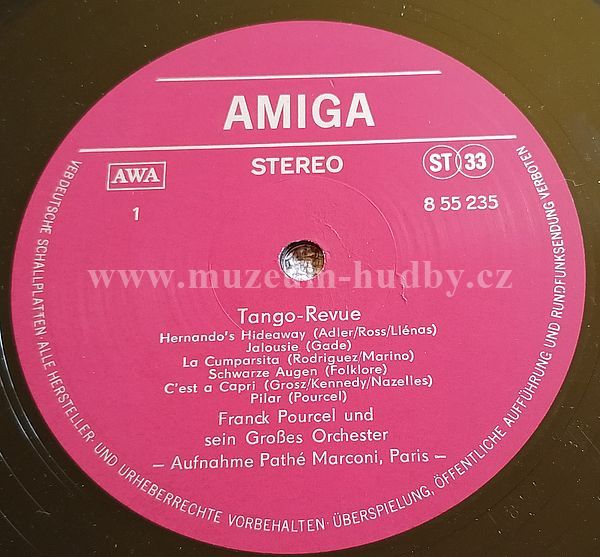 AMIGA
STEREO
ST 33
AWA
1
8 55 235
www.muzeum-hudby.cz
Tango-Revue
Hernando's Hideaway (Adler/Ross/Llénas)
Jalousie (Gade)
La Cumparsita (Rodriguez/Marino)
Schwarze Augen (Folklore)
C'est a Capri (Grosz/Kennedy/Nazelles)
Pilar (Pourcel)
Franck Pourcel und
sein Großes Orchester
— Aufnahme Pathé Marconi, Paris —
VEB DEUTSCHE SCHALLPLATTEN · ALLE HERSTELLER- UND URHEBERRECHTE VORBEHALTEN · ÜBERSPIELUNG, ÖFFENTLICHE AUFFÜHRUNG UND RUNDFUNKSENDUNG VERBOTEN